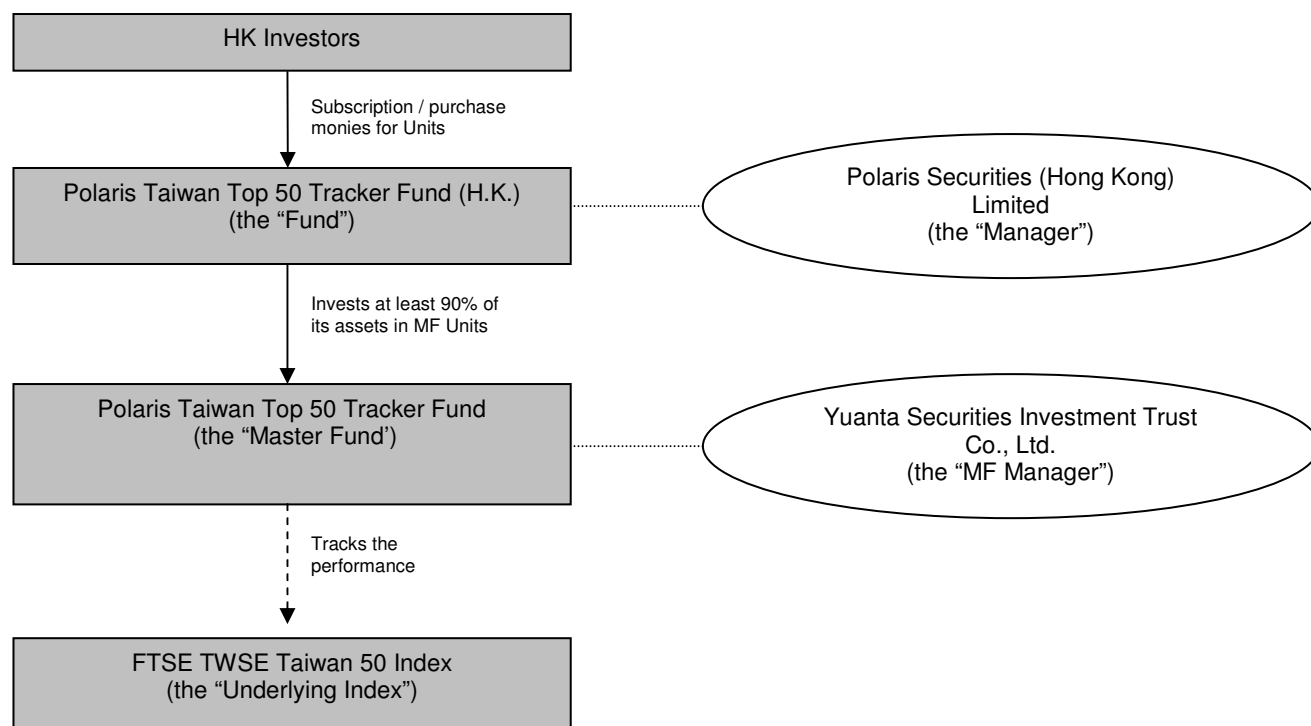 HK Investors
Subscription / purchase
monies for Units
Polaris Taiwan Top 50 Tracker Fund (H.K.)
(the “Fund”)
Polaris Securities (Hong Kong)
Limited
(the “Manager”)
Invests at least 90% of
its assets in MF Units
Polaris Taiwan Top 50 Tracker Fund
(the “Master Fund’)
Yuanta Securities Investment Trust
Co., Ltd.
(the “MF Manager”)
Tracks the
performance
FTSE TWSE Taiwan 50 Index
(the “Underlying Index”)